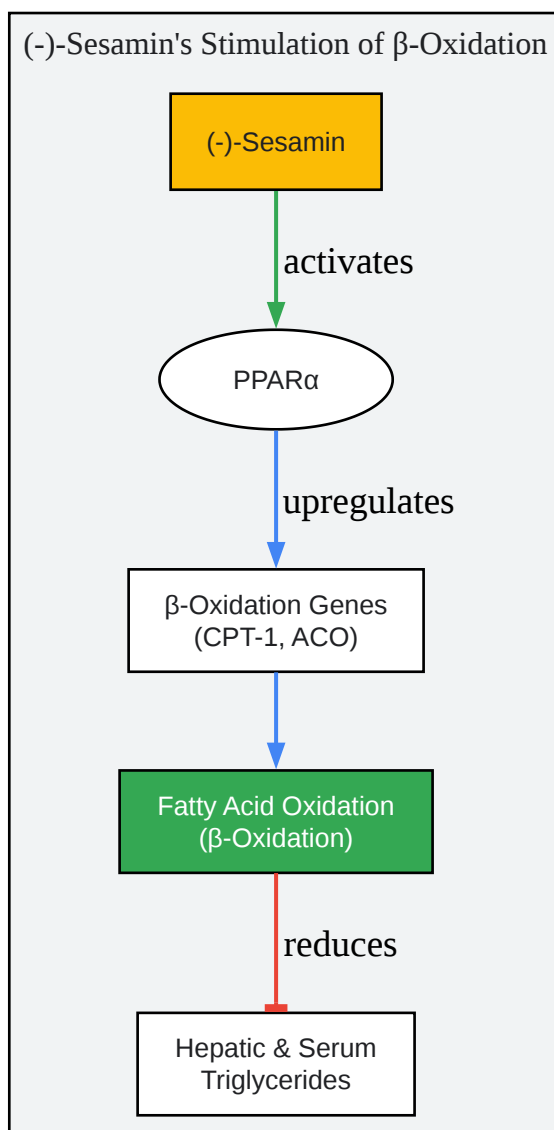 (-)-Sesamin's Stimulation of β-Oxidation
(-)-Sesamin
activates
PPARα
upregulates
β-Oxidation Genes
(CPT-1, ACO)
Fatty Acid Oxidation
(β-Oxidation)
reduces
Hepatic & Serum
Triglycerides